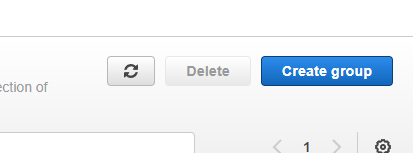 Delete
Create group
ection of
1